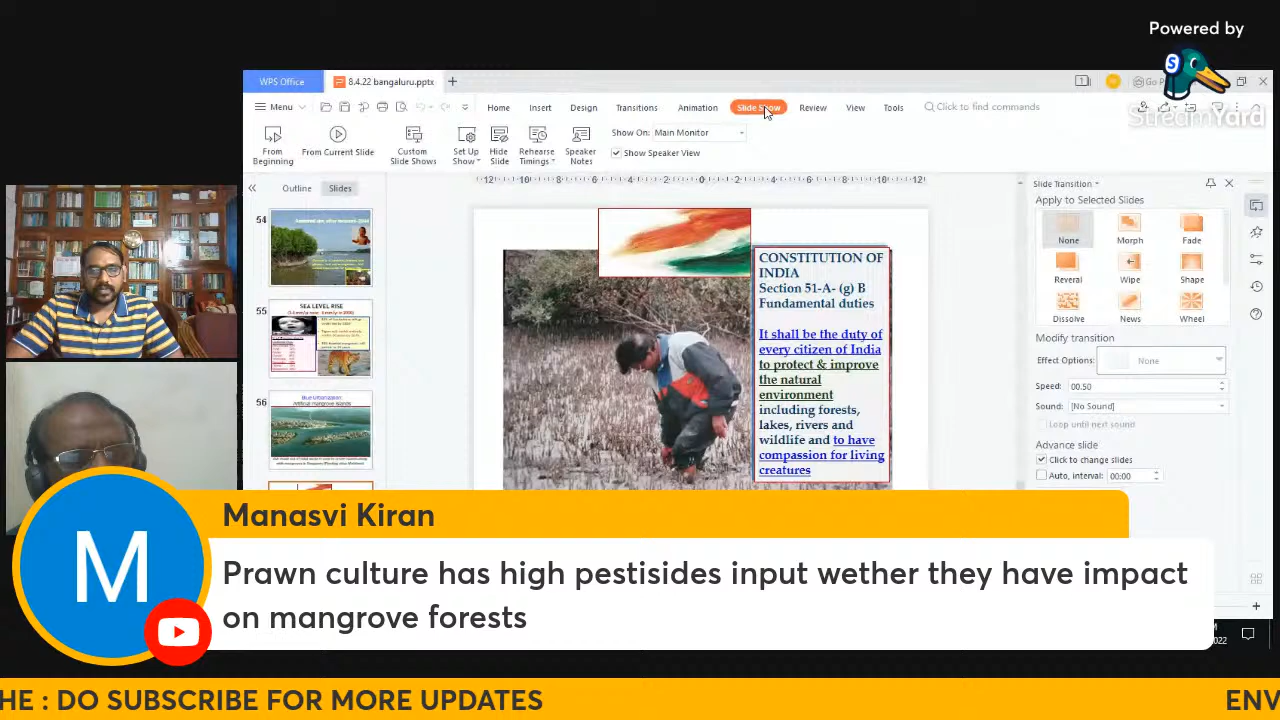 Powered by
StreamYard
WPS Office
8.4.22 bangaluru.pptx
Menu
Home
Insert
Design
Transitions
Animation
Slide Show
Review
View
Tools
Click to find commands
From Beginning
From Current Slide
Custom Slide Shows
Set Up Show
Hide Slide
Rehearse Timings
Speaker Notes
Show On: Main Monitor
Show Speaker View
Outline
Slides
54
55
SEA LEVEL RISE
56
Blue Urbanization:
Artificial mangrove islands
CONSTITUTION OF
INDIA
Section 51-A- (g) B
Fundamental duties
It shall be the duty of
every citizen of India
to protect & improve
the natural
environment
including forests,
lakes, rivers and
wildlife and to have
compassion for living
creatures
Slide Transition
Apply to Selected Slides
None
Morph
Fade
Reveral
Wipe
Shape
Dissolve
News
Wheel
Modify transition
Effect Options:
None
Speed: 00.50
Sound: [No Sound]
Loop until next sound
Advance slide
Click to change slides
Auto, interval: 00:00
Manasvi Kiran
M
Prawn culture has high pestisides input wether they have impact
on mangrove forests
HE : DO SUBSCRIBE FOR MORE UPDATES
ENV